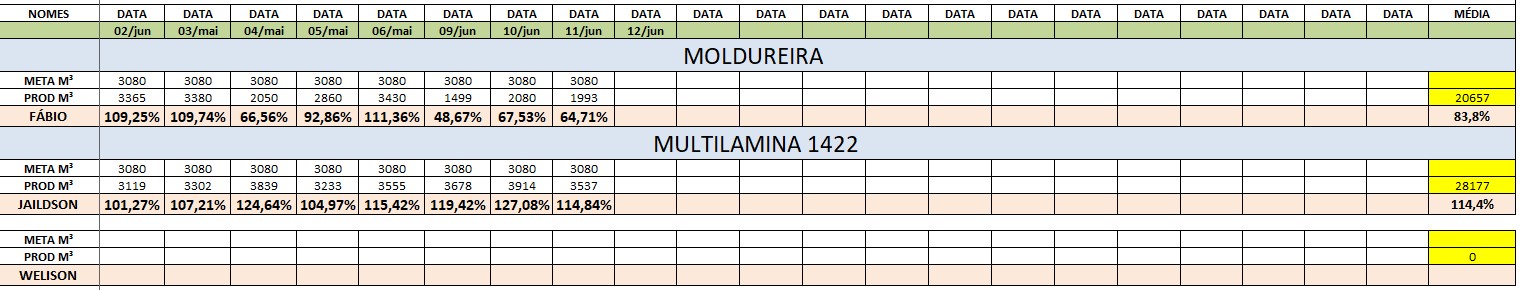 NOMES DATA DATA DATA DATA DATA DATA DATA DATA DATA DATA DATA DATA DATA DATA DATA DATA DATA DATA DATA DATA DATA MÉDIA
02/jun 03/mai 04/mai 05/mai 06/mai 09/jun 10/jun 11/jun 12/jun
MOLDUREIRA
META M³ 3080 3080 3080 3080 3080 3080 3080 3080
PROD M³ 3365 3380 2050 2860 3430 1499 2080 1993 20657
FÁBIO 109,25% 109,74% 66,56% 92,86% 111,36% 48,67% 67,53% 64,71% 83,8%
MULTILAMINA 1422
META M³ 3080 3080 3080 3080 3080 3080 3080 3080
PROD M³ 3119 3302 3839 3233 3555 3678 3914 3537 28177
JAILDSON 101,27% 107,21% 124,64% 104,97% 115,42% 119,42% 127,08% 114,84% 114,4%
META M³
PROD M³ 0
WELISON